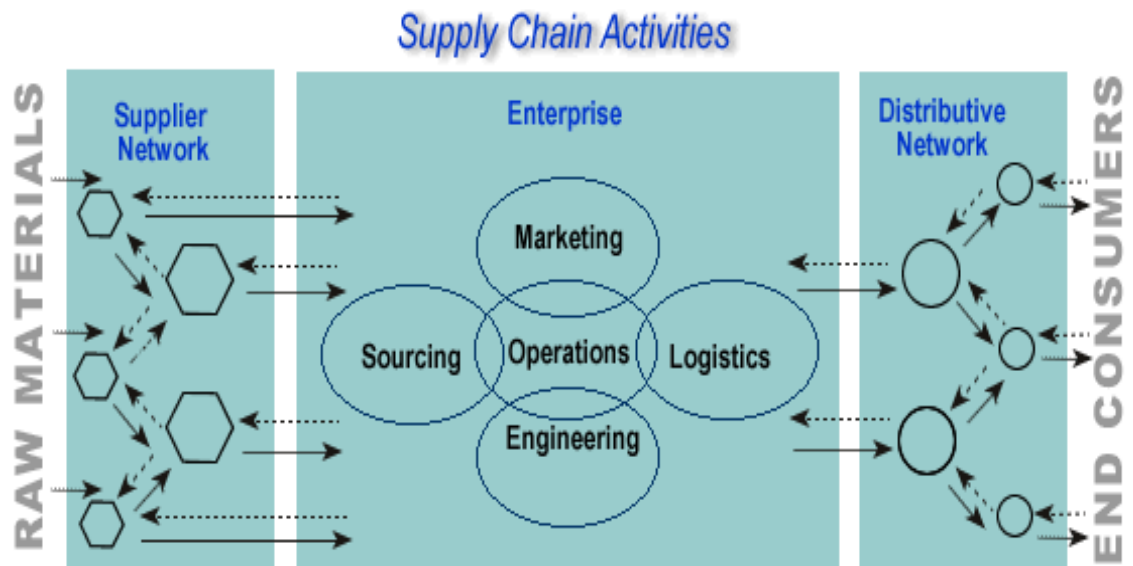 Supply Chain Activities
RAW MATERIALS
Supplier
Network
Enterprise
Marketing
Sourcing
Operations
Logistics
Engineering
Distributive
Network
END CONSUMERS